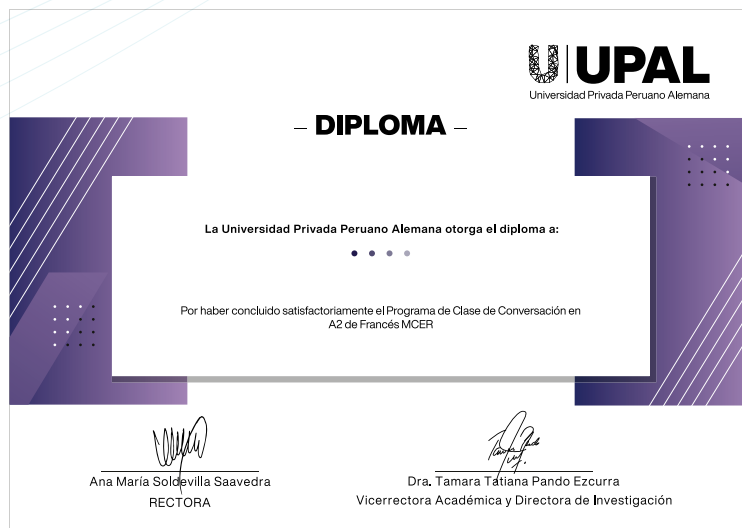 UPAL
Universidad Privada Peruano Alemana
– DIPLOMA –
La Universidad Privada Peruano Alemana otorga el diploma a:
Por haber concluido satisfactoriamente el Programa de Clase de Conversación en
A2 de Francés MCER
Ana María Soldevilla Saavedra
RECTORA
Dra. Tamara Tatiana Pando Ezcurra
Vicerrectora Académica y Directora de Investigación